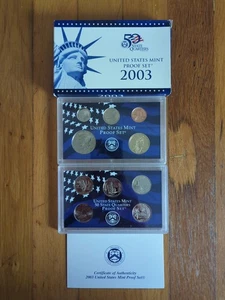 50
UNITED STATES MINT
PROOF SET
2003
UNITED STATES MINT
PROOF SET
UNITED STATES MINT
50 STATE QUARTERS
PROOF SET
Certificate of Authenticity
2003 United States Mint Proof Set®